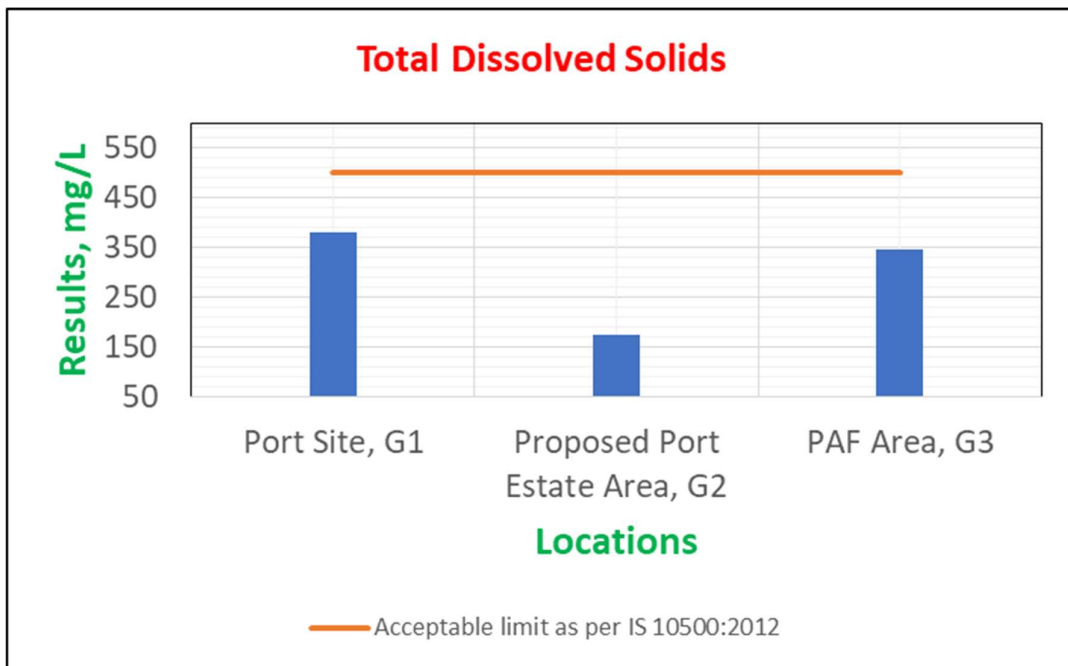 Total Dissolved Solids
Results, mg/L
550
450
350
250
150
50
Port Site, G1
Proposed Port
Estate Area, G2
PAF Area, G3
Locations
Acceptable limit as per IS 10500:2012